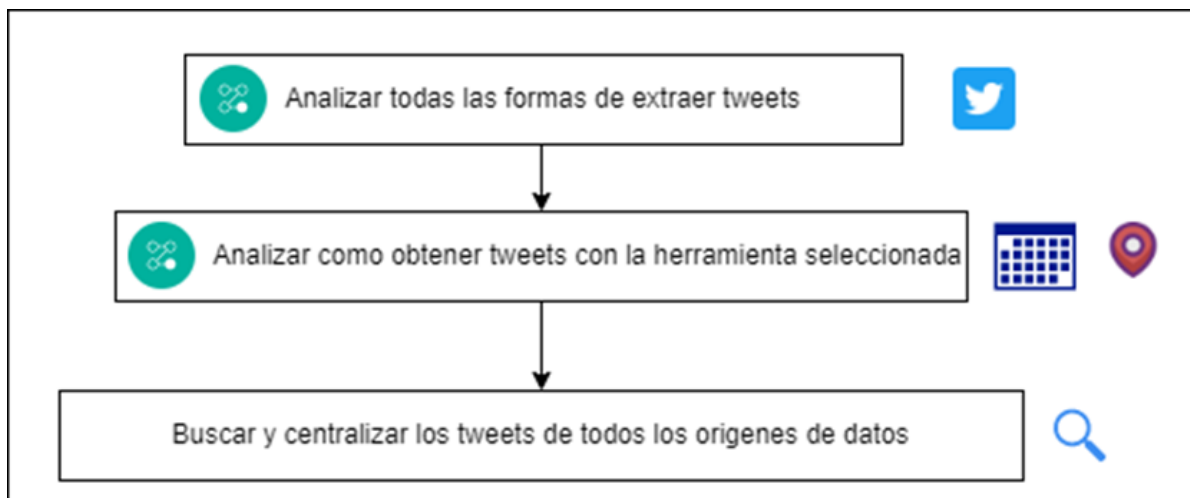 Analizar todas las formas de extraer tweets
Analizar como obtener tweets con la herramienta seleccionada
Buscar y centralizar los tweets de todos los origenes de datos